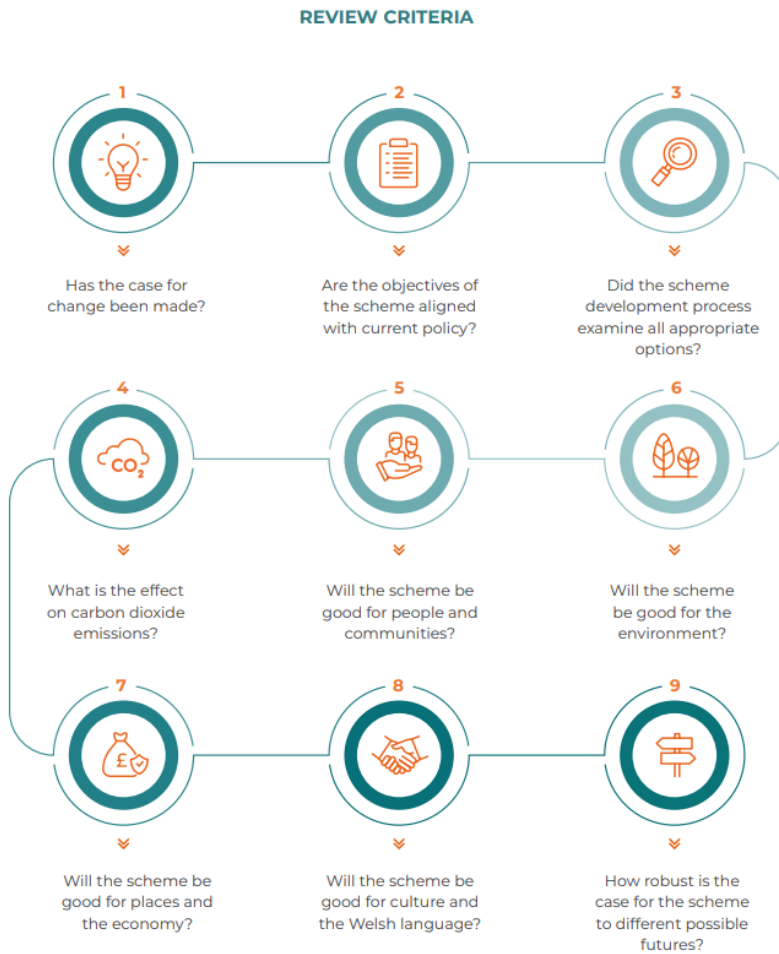 REVIEW CRITERIA
1
2
3
Has the case for
change been made?
Are the objectives of
the scheme aligned
with current policy?
Did the scheme
development process
examine all appropriate
options?
4
5
6
CO₂
What is the effect
on carbon dioxide
emissions?
Will the scheme be
good for people and
communities?
Will the scheme
be good for the
environment?
7
8
9
£
Will the scheme be
good for places and
the economy?
Will the scheme be
good for culture and
the Welsh language?
How robust is the
case for the scheme
to different possible
futures?